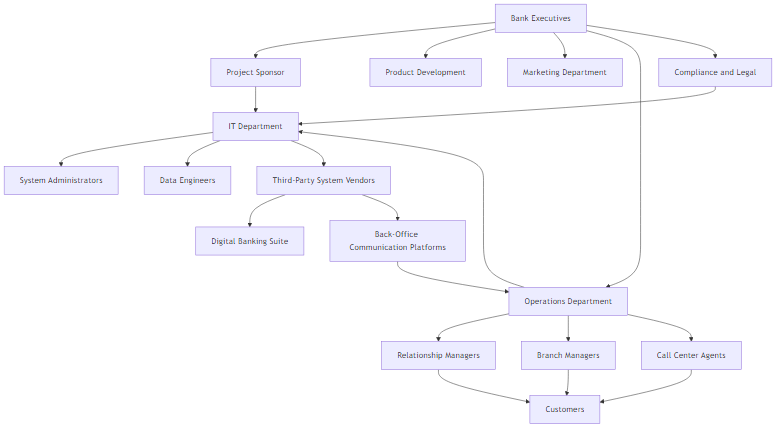 Bank Executives
Project Sponsor
Product Development
Marketing Department
Compliance and Legal
IT Department
System Administrators
Data Engineers
Third-Party System Vendors
Digital Banking Suite
Back-Office
Communication Platforms
Operations Department
Relationship Managers
Branch Managers
Call Center Agents
Customers